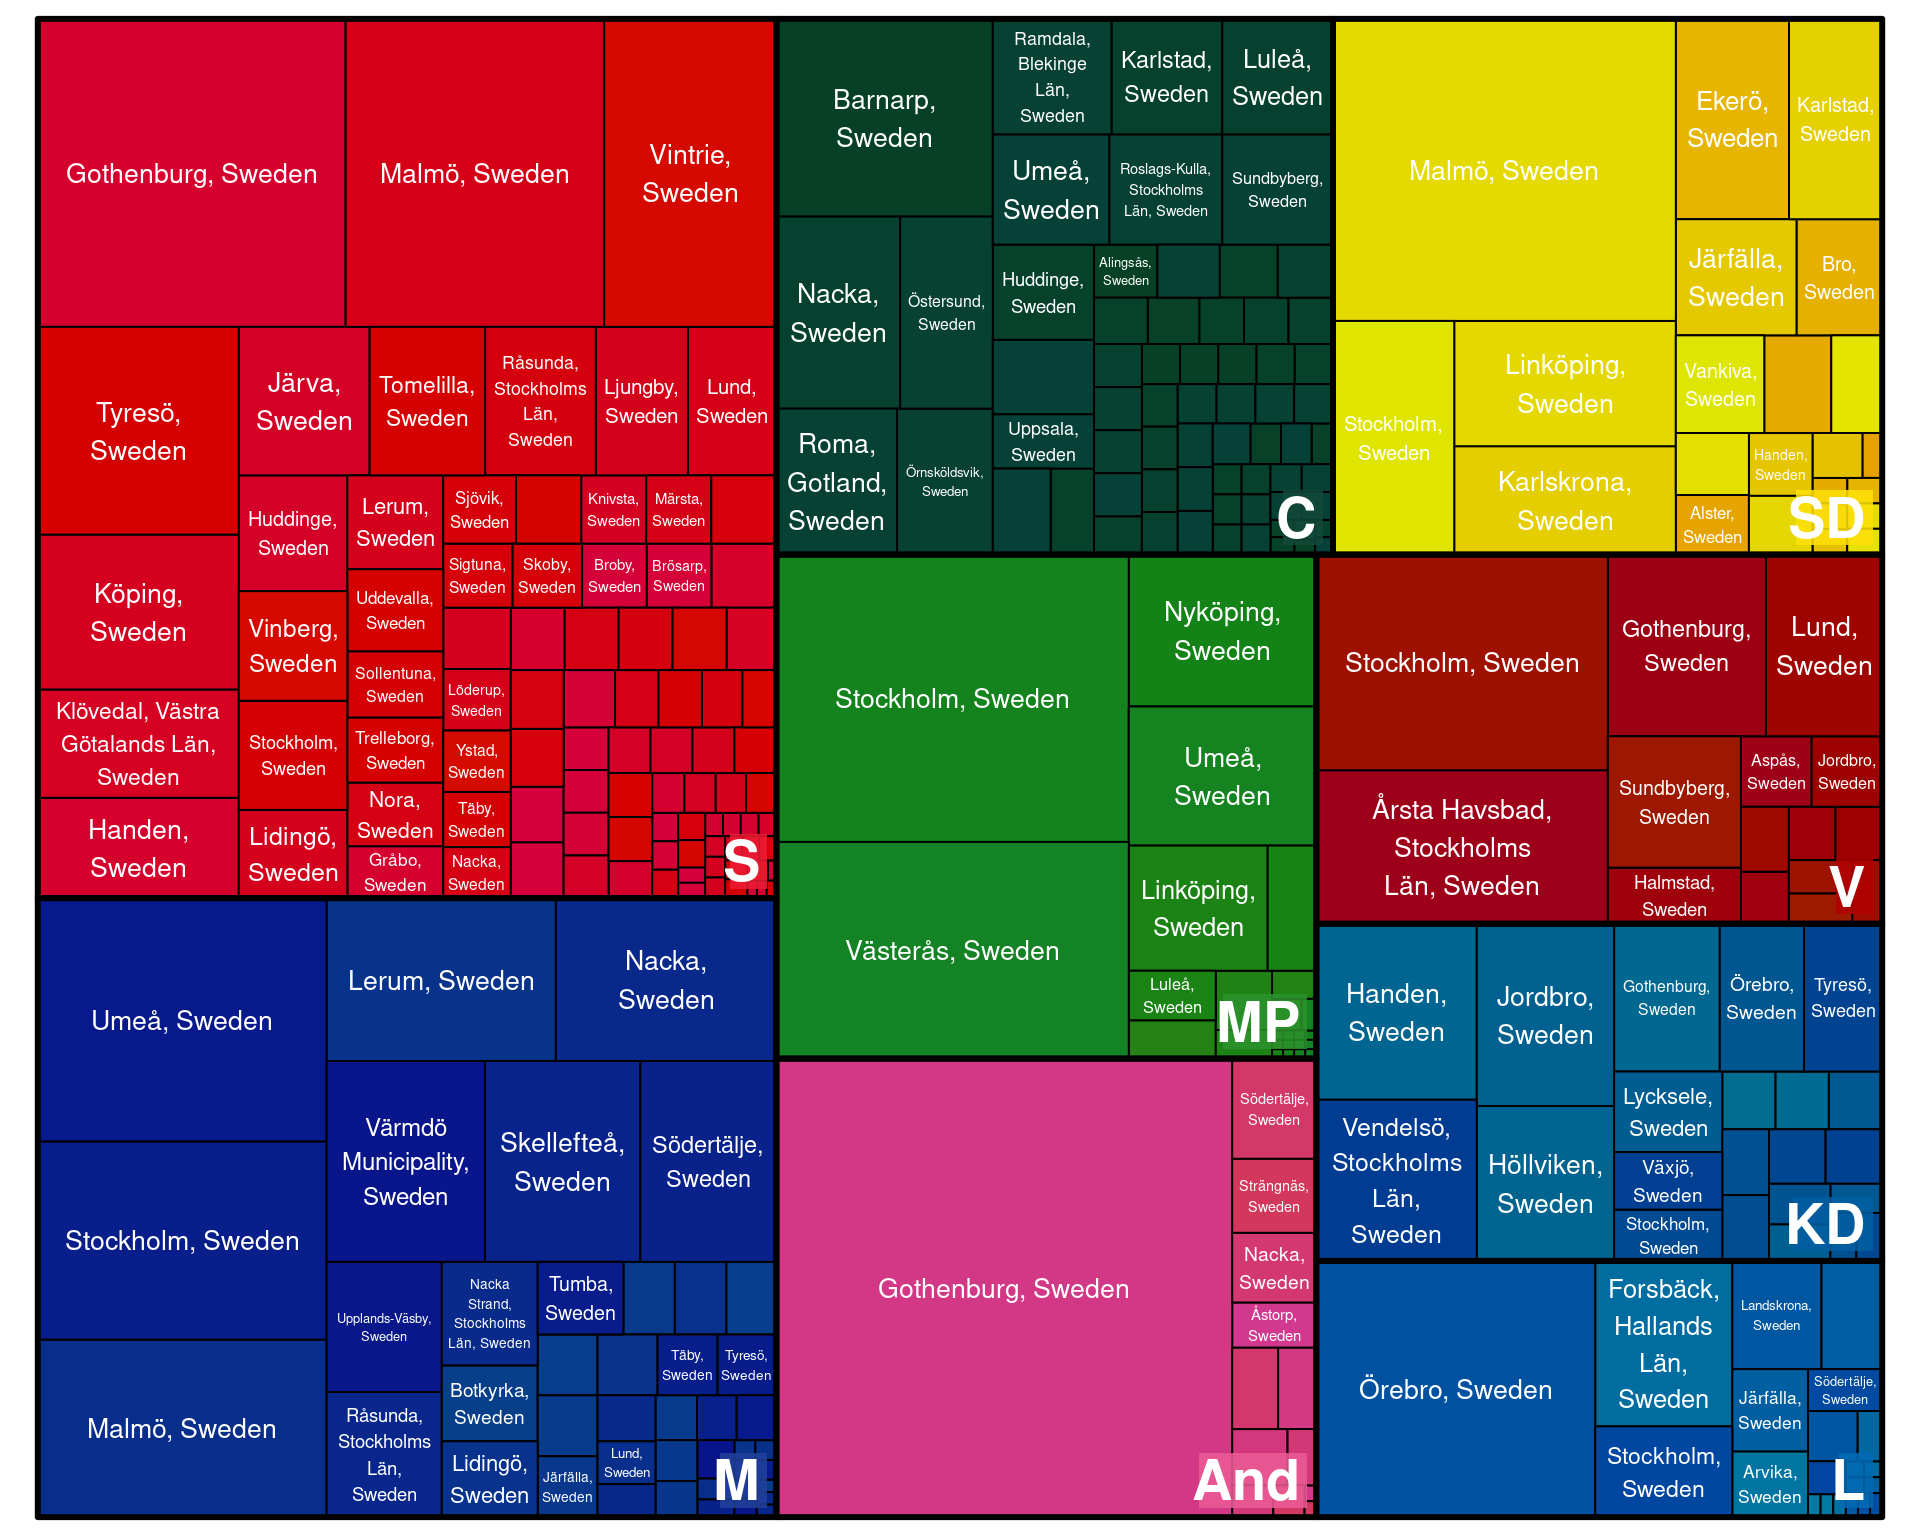 Gothenburg, Sweden
Malmö, Sweden
Vintrie,
Sweden
Tyresö,
Sweden
Järva,
Sweden
Tomelilla,
Sweden
Råsunda,
Stockholms
Län,
Sweden
Ljungby,
Sweden
Lund,
Sweden
Köping,
Sweden
Klövedal, Västra
Götalands Län,
Sweden
Handen,
Sweden
Huddinge,
Sweden
Vinberg,
Sweden
Stockholm,
Sweden
Lidingö,
Sweden
Lerum,
Sweden
Uddevalla,
Sweden
Sollentuna,
Sweden
Trelleborg,
Sweden
Nora,
Sweden
Gråbo,
Sweden
Sjövik,
Sweden
Knivsta,
Sweden
Märsta,
Sweden
Sigtuna,
Sweden
Skoby,
Sweden
Broby,
Sweden
Brösarp,
Sweden
Löderup,
Sweden
Ystad,
Sweden
Täby,
Sweden
Nacka,
Sweden
S
Umeå, Sweden
Stockholm, Sweden
Malmö, Sweden
Lerum, Sweden
Nacka,
Sweden
Värmdö
Municipality,
Sweden
Skellefteå,
Sweden
Södertälje,
Sweden
Upplands-Väsby,
Sweden
Råsunda,
Stockholms
Län,
Sweden
Nacka
Strand,
Stockholms
Län, Sweden
Botkyrka,
Sweden
Lidingö,
Sweden
Tumba,
Sweden
Täby,
Sweden
Tyresö,
Sweden
Järfälla,
Sweden
Lund,
Sweden
M
Barnarp,
Sweden
Nacka,
Sweden
Östersund,
Sweden
Roma,
Gotland,
Sweden
Örnsköldsvik,
Sweden
Ramdala,
Blekinge
Län,
Sweden
Karlstad,
Sweden
Luleå,
Sweden
Umeå,
Sweden
Roslags-Kulla,
Stockholms
Län, Sweden
Sundbyberg,
Sweden
Huddinge,
Sweden
Alingsås,
Sweden
Uppsala,
Sweden
C
Stockholm, Sweden
Västerås, Sweden
Nyköping,
Sweden
Umeå,
Sweden
Linköping,
Sweden
Luleå,
Sweden
MP
Gothenburg, Sweden
Södertälje,
Sweden
Strängnäs,
Sweden
Nacka,
Sweden
Åstorp,
Sweden
And
Malmö, Sweden
Stockholm,
Sweden
Linköping,
Sweden
Karlskrona,
Sweden
Ekerö,
Sweden
Karlstad,
Sweden
Järfälla,
Sweden
Bro,
Sweden
Vankiva,
Sweden
Handen,
Sweden
Alster,
Sweden
SD
Stockholm, Sweden
Årsta Havsbad,
Stockholms
Län, Sweden
Gothenburg,
Sweden
Lund,
Sweden
Sundbyberg,
Sweden
Aspås,
Sweden
Jordbro,
Sweden
Halmstad,
Sweden
V
Handen,
Sweden
Jordbro,
Sweden
Gothenburg,
Sweden
Örebro,
Sweden
Tyresö,
Sweden
Vendelsö,
Stockholms
Län,
Sweden
Höllviken,
Sweden
Lycksele,
Sweden
Växjö,
Sweden
Stockholm,
Sweden
KD
Örebro, Sweden
Forsbäck,
Hallands
Län,
Sweden
Stockholm,
Sweden
Landskrona,
Sweden
Järfälla,
Sweden
Södertälje,
Sweden
Arvika,
Sweden
L